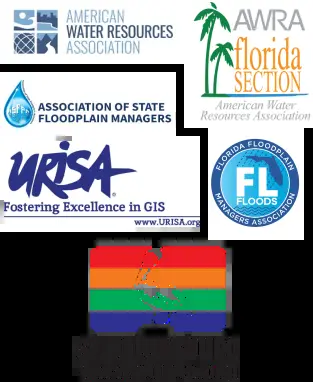 AMERICAN
WATER RESOURCES
ASSOCIATION
AWRA
florida
SECTION
American Water
Resources Association
ASSOCIATION OF STATE
FLOODPLAIN MANAGERS
URISA
Fostering Excellence in GIS
www.URISA.org
FLORIDA FLOODPLAIN
FL
FLOODS
MANAGERS ASSOCIATION